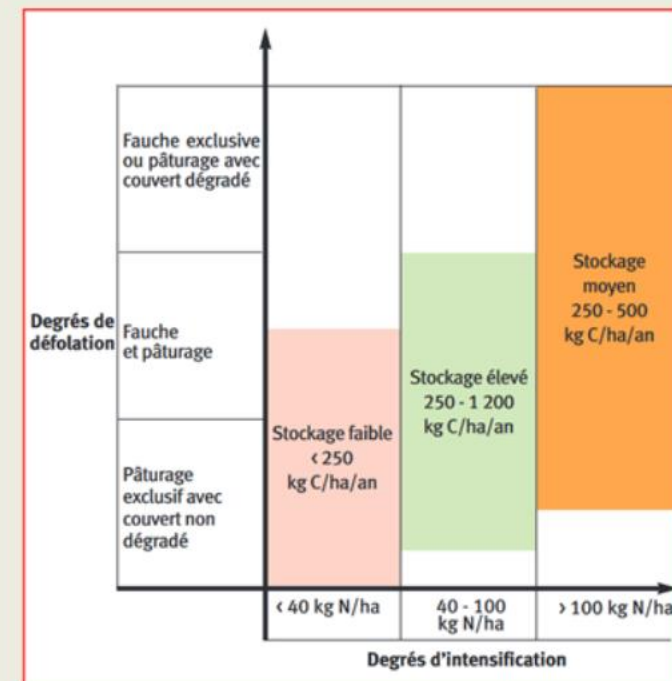 Fauche exclusive
ou pâturage avec
couvert dégradé
Degrés de
défolation
Fauche
et pâturage
Pâturage
exclusif avec
couvert non
dégradé
Stockage faible
‹ 250
kg C/ha/an
Stockage élevé
250 - 1 200
kg C/ha/an
Stockage
moyen
250 - 500
kg C/ha/an
‹ 40 kg N/ha
40 - 100
kg N/ha
› 100 kg N/ha
Degrés d'intensification